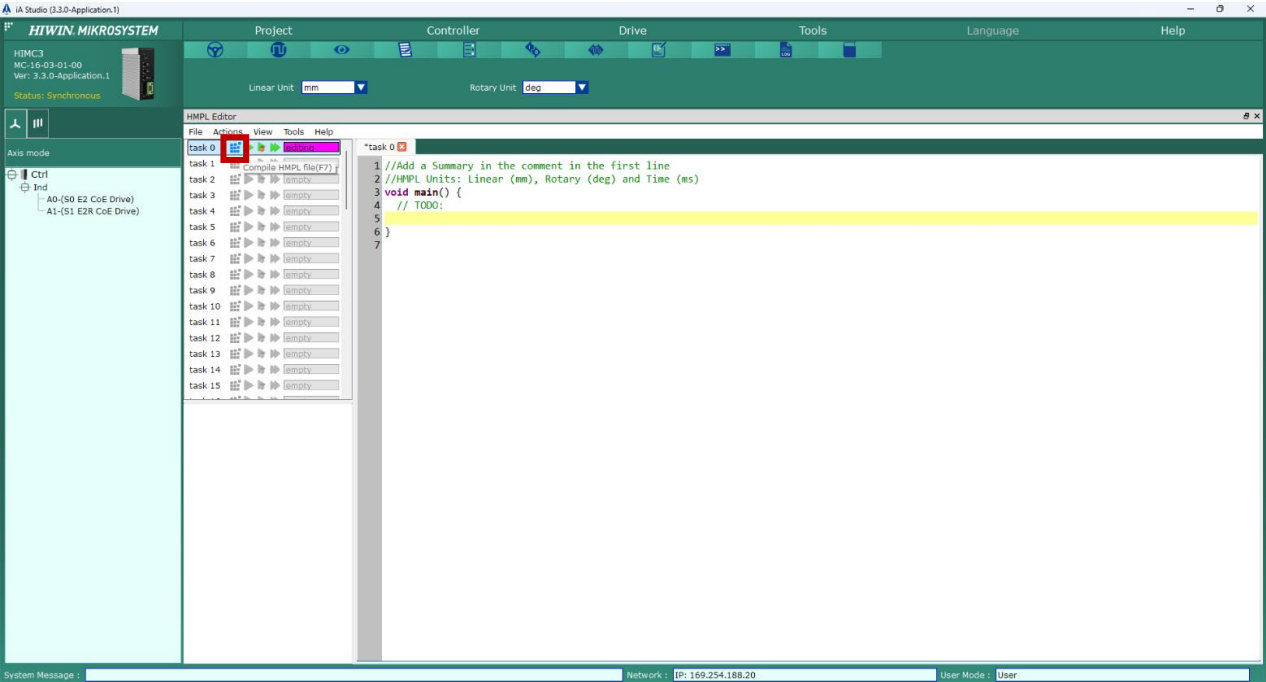 iA Studio (3.3.0-Application.1)
HIWIN. MIKROSYSTEM
Project
Controller
Drive
Tools
Language
Help
HIMC3
MC-16-03-01-00
Ver: 3.3.0-Application.1
Status: Synchronous
Linear Unit mm
Rotary Unit deg
Axis mode
Ctrl
Ind
A0-(S0 E2 CoE Drive)
A1-(S1 E2R CoE Drive)
HMPL Editor
File Actions View Tools Help
task 0 editing
task 1
Compile HMPL file(F7)
task 2 empty
task 3 empty
task 4 empty
task 5 empty
task 6 empty
task 7 empty
task 8 empty
task 9 empty
task 10 empty
task 11 empty
task 12 empty
task 13 empty
task 14 empty
task 15 empty
*task 0
1 //Add a Summary in the comment in the first line
2 //HMPL Units: Linear (mm), Rotary (deg) and Time (ms)
3 void main() {
4 // TODO:
5
6 }
7
System Message :
Network : IP: 169.254.188.20
User Mode : User